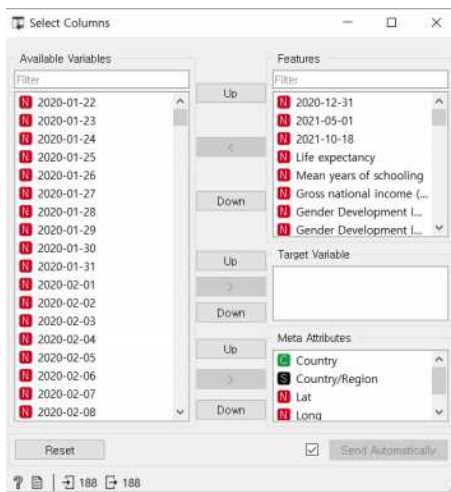 Select Columns
Available Variables
Filter
N 2020-01-22
N 2020-01-23
N 2020-01-24
N 2020-01-25
N 2020-01-26
N 2020-01-27
N 2020-01-28
N 2020-01-29
N 2020-01-30
N 2020-01-31
N 2020-02-01
N 2020-02-02
N 2020-02-03
N 2020-02-04
N 2020-02-05
N 2020-02-06
N 2020-02-07
N 2020-02-08
Up
<
Down
Up
>
Down
Up
>
Down
Features
Filter
N 2020-12-31
N 2021-05-01
N 2021-10-18
N Life expectancy
N Mean years of schooling
N Gross national income (...
N Gender Development I...
N Gender Development I...
Target Variable
Meta Attributes
C Country
S Country/Region
N Lat
N Long
Reset
Send Automatically
? 188 188